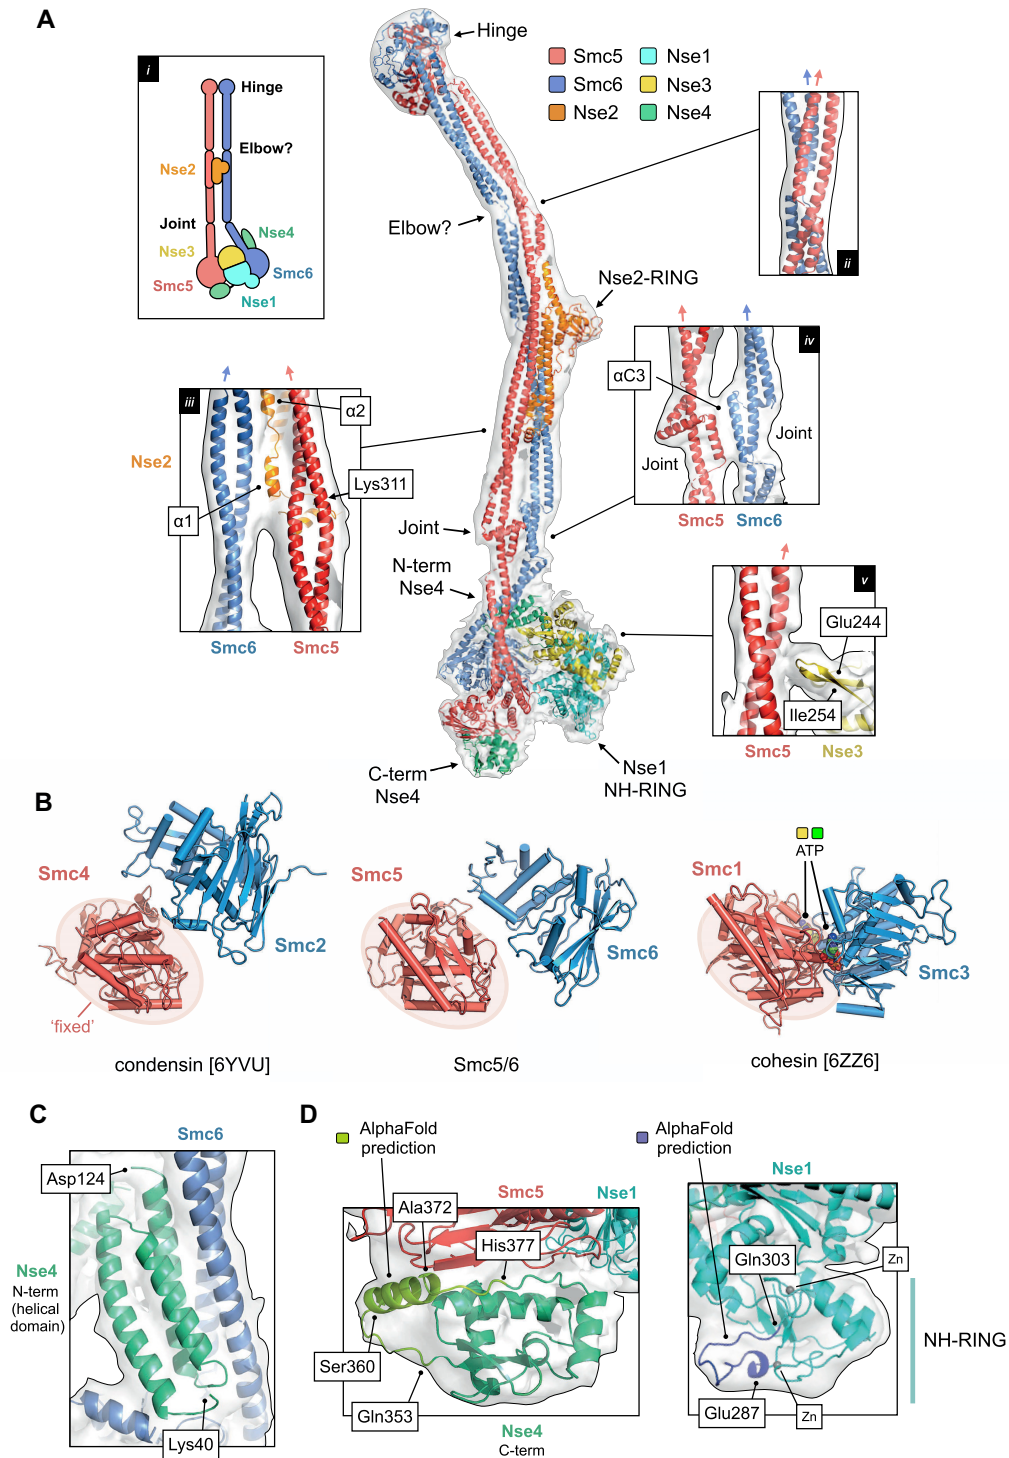 A
Hinge
Smc5
Nse1
Smc6
Nse3
Nse2
Nse4
i
Hinge
Elbow?
Nse2
Joint
Nse4
Nse3
Smc6
Smc5
Nse1
Elbow?
ii
Nse2-RING
iv
αC3
Joint
Joint
Smc5
Smc6
iii
α2
Nse2
Lys311
α1
Smc6
Smc5
Joint
N-term
Nse4
v
Glu244
Ile254
Smc5
Nse3
C-term
Nse4
Nse1
NH-RING
B
Smc4
Smc2
'fixed'
condensin [6YVU]
Smc5
Smc6
Smc5/6
ATP
Smc1
Smc3
cohesin [6ZZ6]
C
Smc6
Asp124
Nse4
N-term
(helical
domain)
Lys40
D
AlphaFold
prediction
Smc5
Nse1
Ala372
His377
Ser360
Gln353
Nse4
C-term
AlphaFold
prediction
Nse1
Gln303
Zn
NH-RING
Glu287
Zn